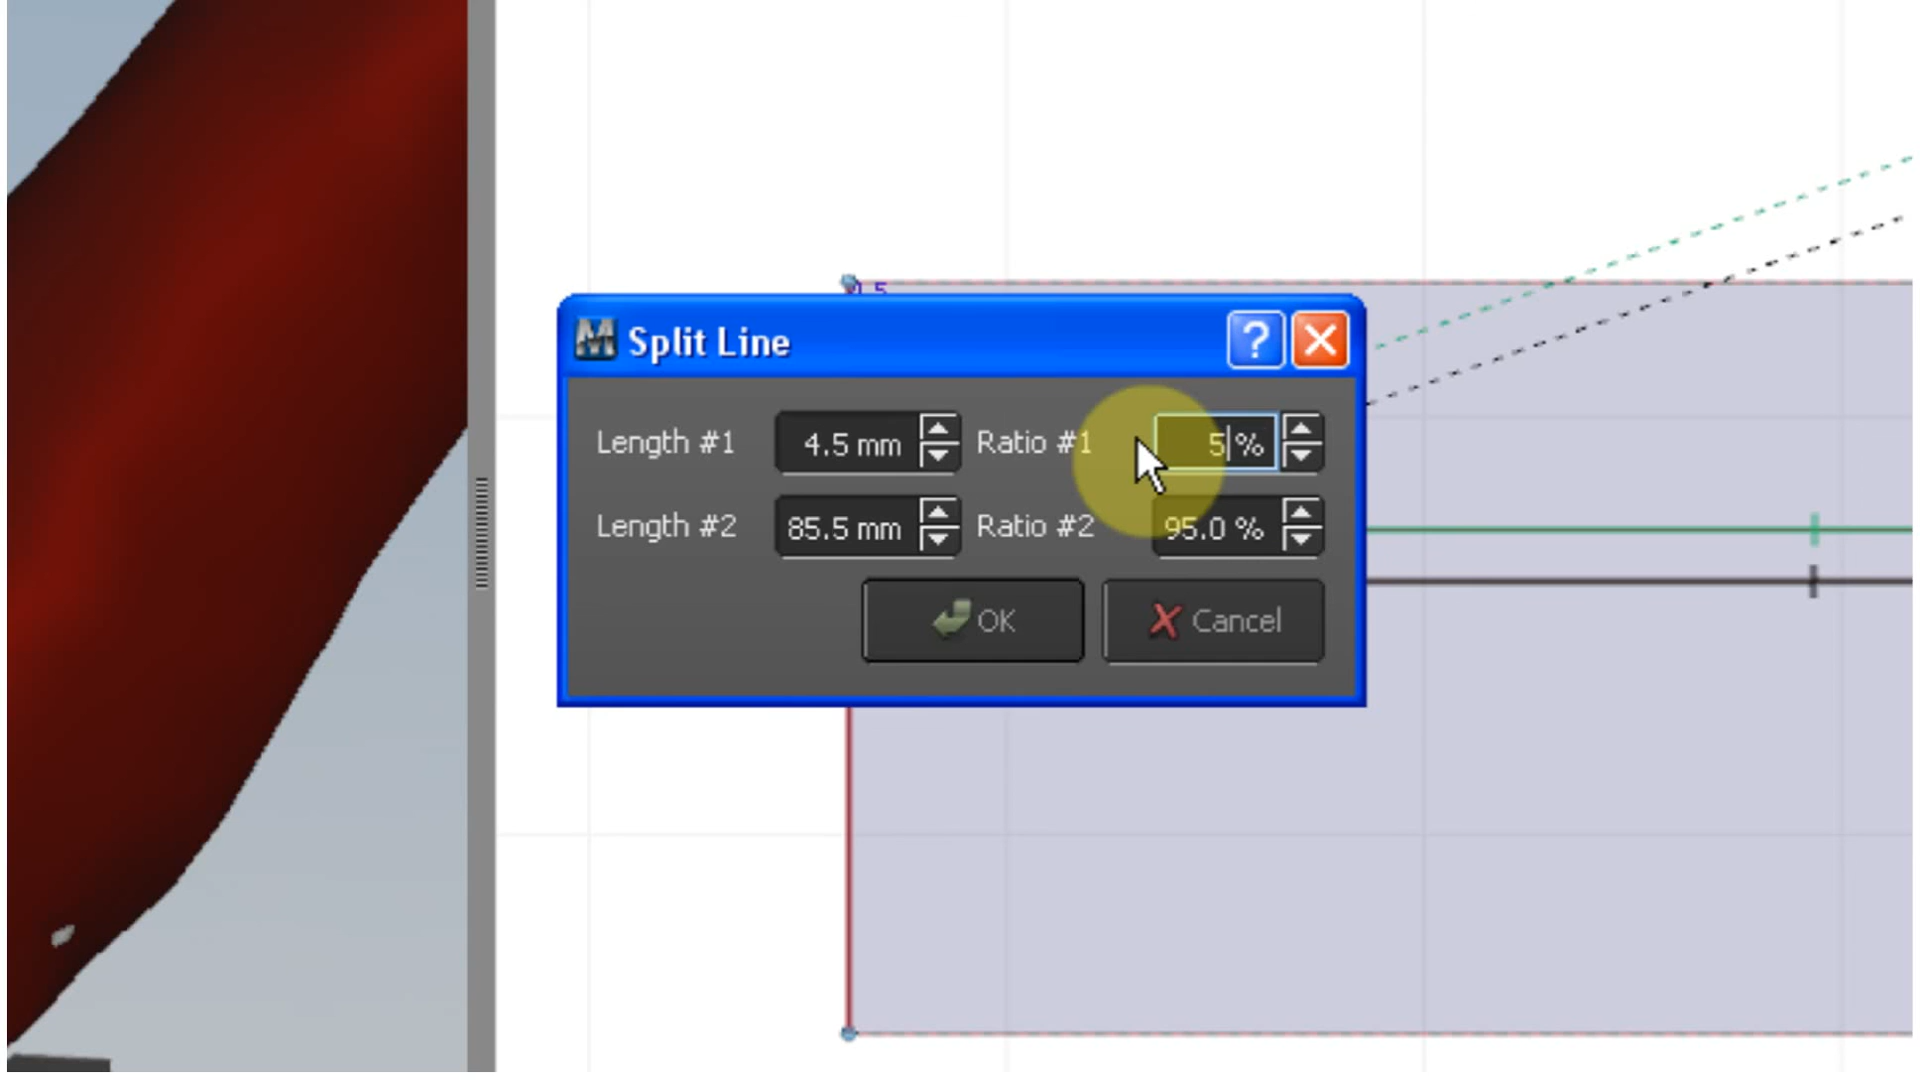 Split Line
Length #1 4.5 mm Ratio #1 5 %
Length #2 85.5 mm Ratio #2 95.0 %
OK Cancel